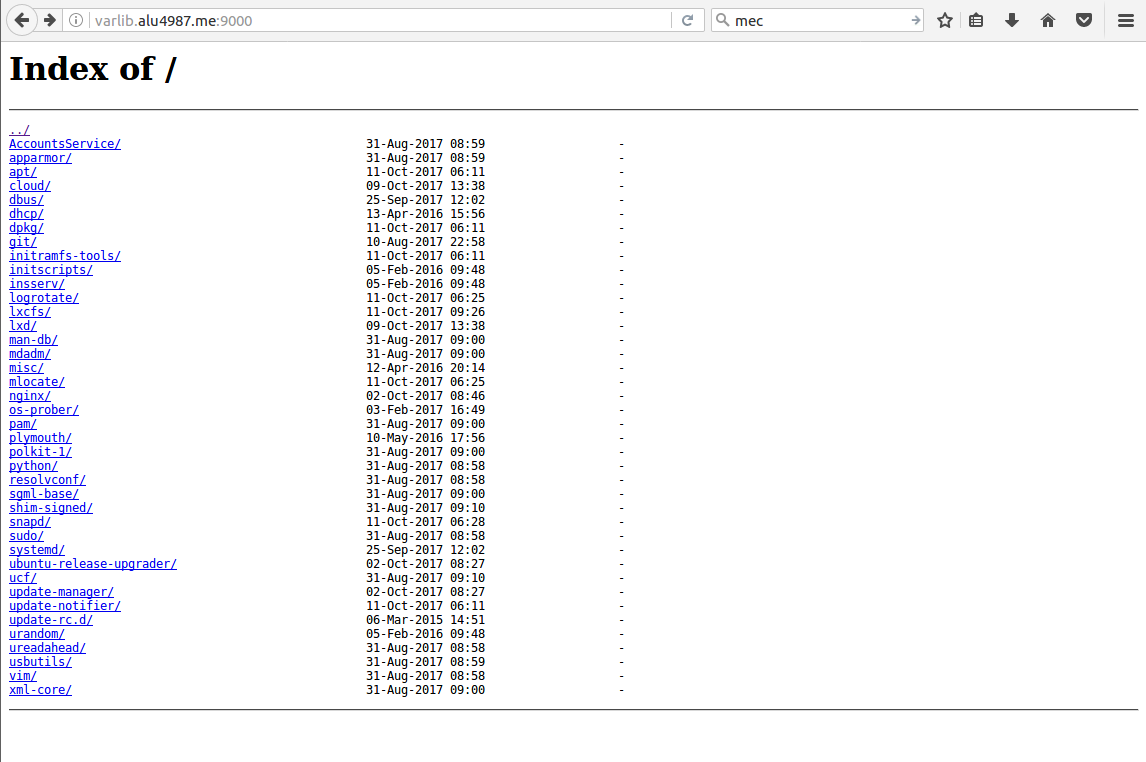 varlib.alu4987.me:9000 mec
Index of /
../
AccountsService/ 31-Aug-2017 08:59 -
apparmor/ 31-Aug-2017 08:59 -
apt/ 11-Oct-2017 06:11 -
cloud/ 09-Oct-2017 13:38 -
dbus/ 25-Sep-2017 12:02 -
dhcp/ 13-Apr-2016 15:56 -
dpkg/ 11-Oct-2017 06:11 -
git/ 10-Aug-2017 22:58 -
initramfs-tools/ 11-Oct-2017 06:11 -
initscripts/ 05-Feb-2016 09:48 -
insserv/ 05-Feb-2016 09:48 -
logrotate/ 11-Oct-2017 06:25 -
lxcfs/ 11-Oct-2017 09:26 -
lxd/ 09-Oct-2017 13:38 -
man-db/ 31-Aug-2017 09:00 -
mdadm/ 31-Aug-2017 09:00 -
misc/ 12-Apr-2016 20:14 -
mlocate/ 11-Oct-2017 06:25 -
nginx/ 02-Oct-2017 08:46 -
os-prober/ 03-Feb-2017 16:49 -
pam/ 31-Aug-2017 09:00 -
plymouth/ 10-May-2016 17:56 -
polkit-1/ 31-Aug-2017 09:00 -
python/ 31-Aug-2017 08:58 -
resolvconf/ 31-Aug-2017 08:58 -
sgml-base/ 31-Aug-2017 09:00 -
shim-signed/ 31-Aug-2017 09:10 -
snapd/ 11-Oct-2017 06:28 -
sudo/ 31-Aug-2017 08:58 -
systemd/ 25-Sep-2017 12:02 -
ubuntu-release-upgrader/ 02-Oct-2017 08:27 -
ucf/ 31-Aug-2017 09:10 -
update-manager/ 02-Oct-2017 08:27 -
update-notifier/ 11-Oct-2017 06:11 -
update-rc.d/ 06-Mar-2015 14:51 -
urandom/ 05-Feb-2016 09:48 -
ureadahead/ 31-Aug-2017 08:58 -
usbutils/ 31-Aug-2017 08:59 -
vim/ 31-Aug-2017 08:58 -
xml-core/ 31-Aug-2017 09:00 -